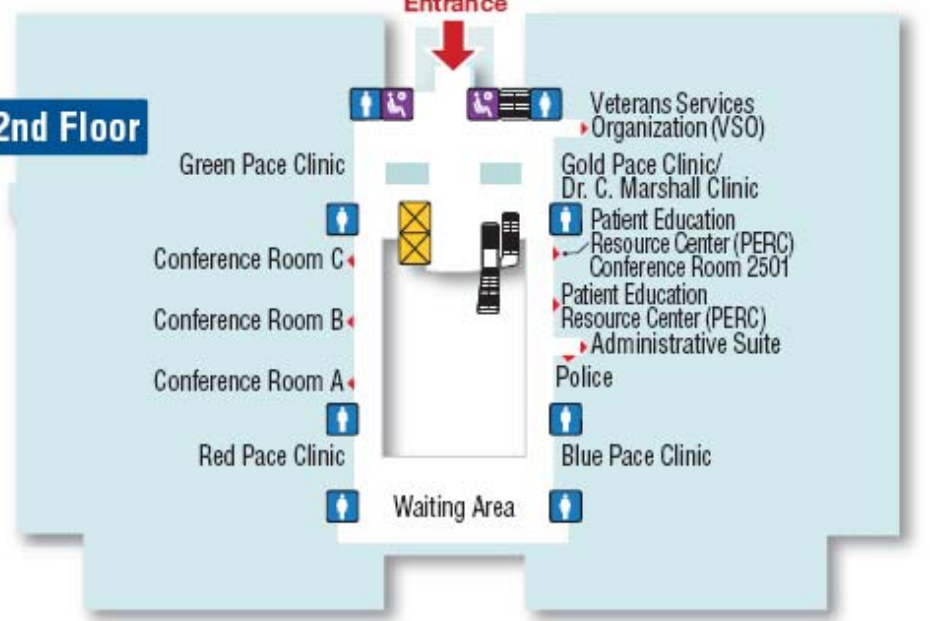 Entrance
2nd Floor
Veterans Services
Organization (VSO)
Green Pace Clinic
Gold Pace Clinic/
Dr. C. Marshall Clinic
Patient Education
Resource Center (PERC)
Conference Room 2501
Conference Room C
Patient Education
Resource Center (PERC)
Conference Room B
Administrative Suite
Conference Room A
Police
Red Pace Clinic
Blue Pace Clinic
Waiting Area